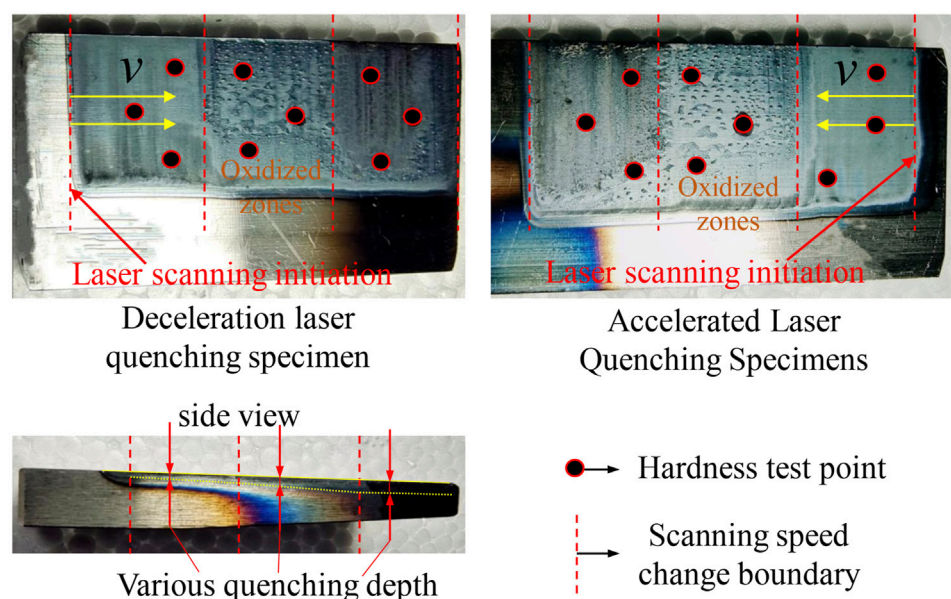 v
Oxidized
zones
Laser scanning initiation
Deceleration laser
quenching specimen
v
Oxidized
zones
Laser scanning initiation
Accelerated Laser
Quenching Specimens
side view
Various quenching depth
Hardness test point
Scanning speed
change boundary